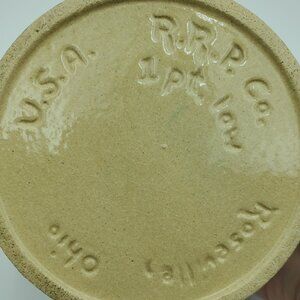 U.S.A.
R.R.P. Co.
1 pt. low
Roseville,
Ohio